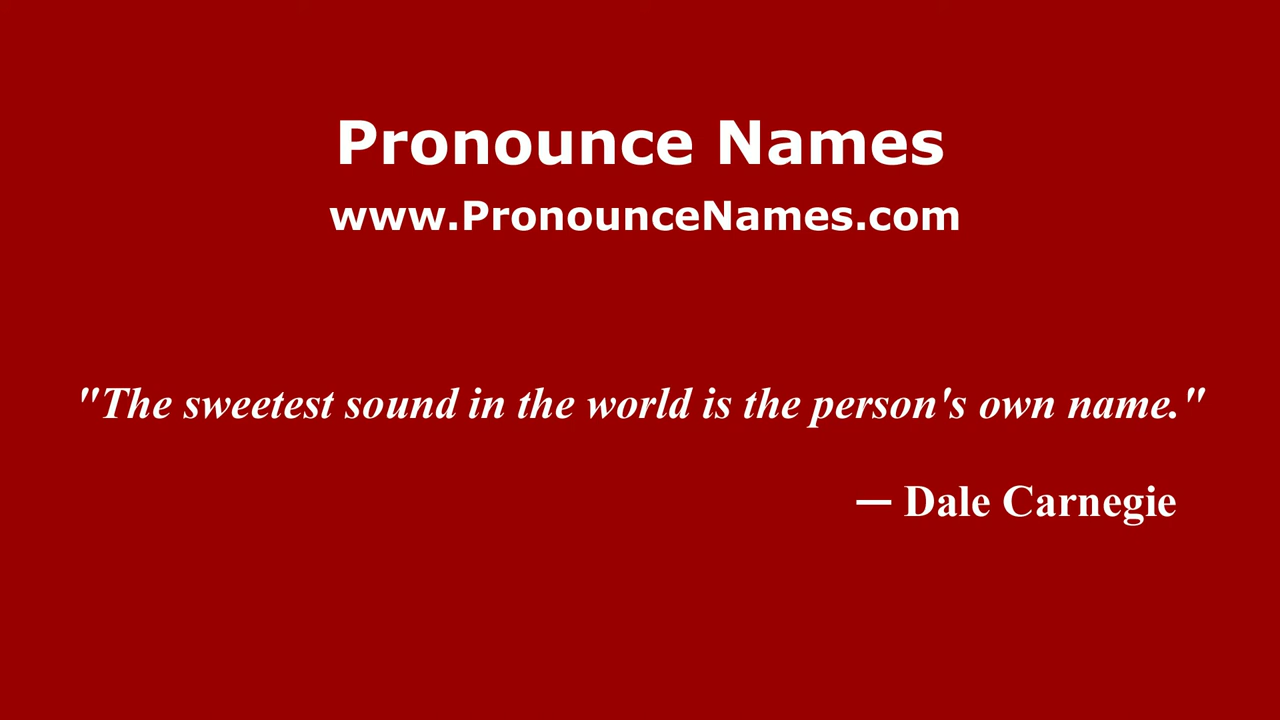 Pronounce Names
www.PronounceNames.com
"The sweetest sound in the world is the person's own name."
— Dale Carnegie